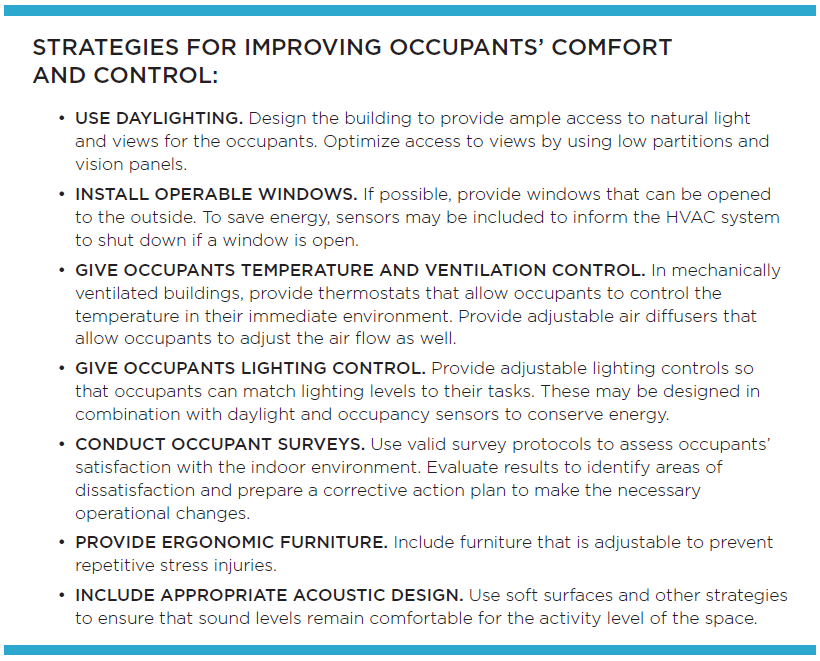 STRATEGIES FOR IMPROVING OCCUPANTS’ COMFORT
AND CONTROL:
• USE DAYLIGHTING. Design the building to provide ample access to natural light
and views for the occupants. Optimize access to views by using low partitions and
vision panels.
• INSTALL OPERABLE WINDOWS. If possible, provide windows that can be opened
to the outside. To save energy, sensors may be included to inform the HVAC system
to shut down if a window is open.
• GIVE OCCUPANTS TEMPERATURE AND VENTILATION CONTROL. In mechanically
ventilated buildings, provide thermostats that allow occupants to control the
temperature in their immediate environment. Provide adjustable air diffusers that
allow occupants to adjust the air flow as well.
• GIVE OCCUPANTS LIGHTING CONTROL. Provide adjustable lighting controls so
that occupants can match lighting levels to their tasks. These may be designed in
combination with daylight and occupancy sensors to conserve energy.
• CONDUCT OCCUPANT SURVEYS. Use valid survey protocols to assess occupants’
satisfaction with the indoor environment. Evaluate results to identify areas of
dissatisfaction and prepare a corrective action plan to make the necessary
operational changes.
• PROVIDE ERGONOMIC FURNITURE. Include furniture that is adjustable to prevent
repetitive stress injuries.
• INCLUDE APPROPRIATE ACOUSTIC DESIGN. Use soft surfaces and other strategies
to ensure that sound levels remain comfortable for the activity level of the space.